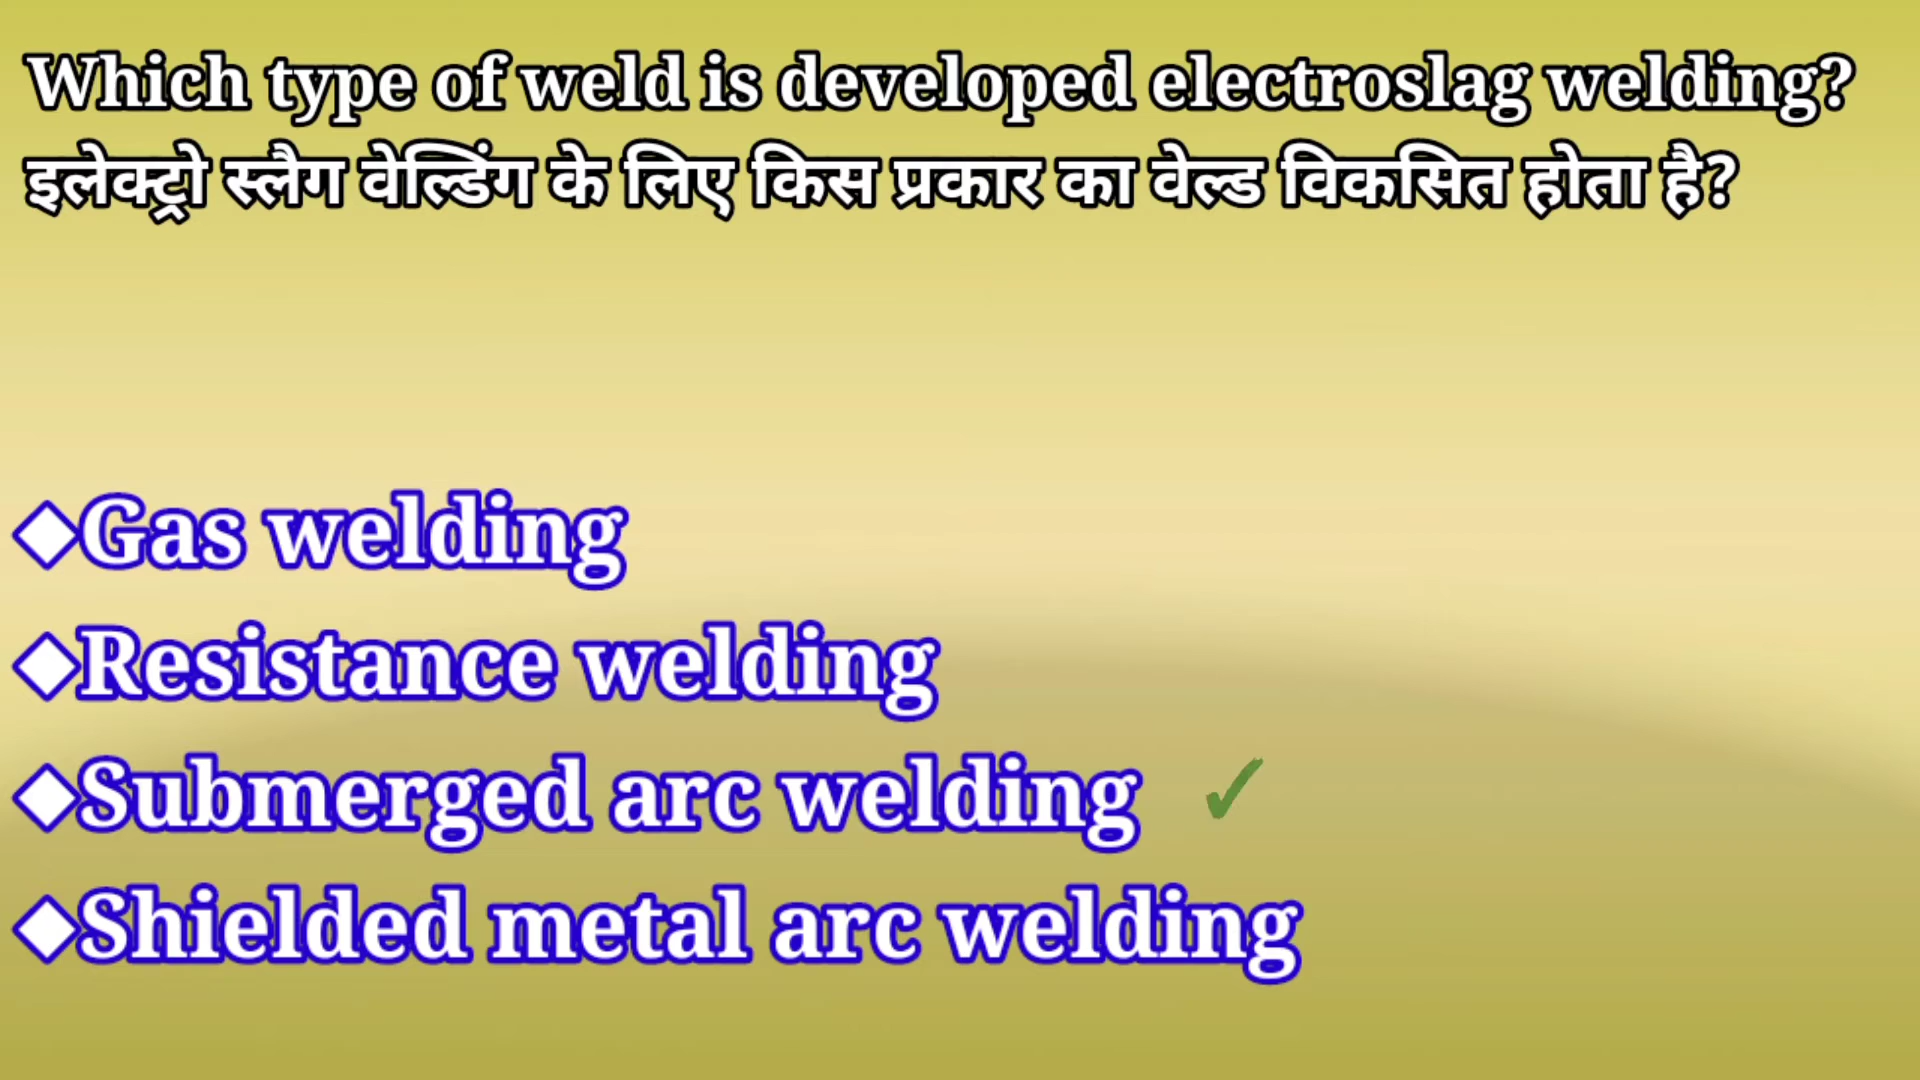 Which type of weld is developed electroslag welding?
इलेक्ट्रो स्लैग वेल्डिंग के लिए किस प्रकार का वेल्ड विकसित होता है?
◆Gas welding
◆Resistance welding
◆Submerged arc welding ✓
◆Shielded metal arc welding